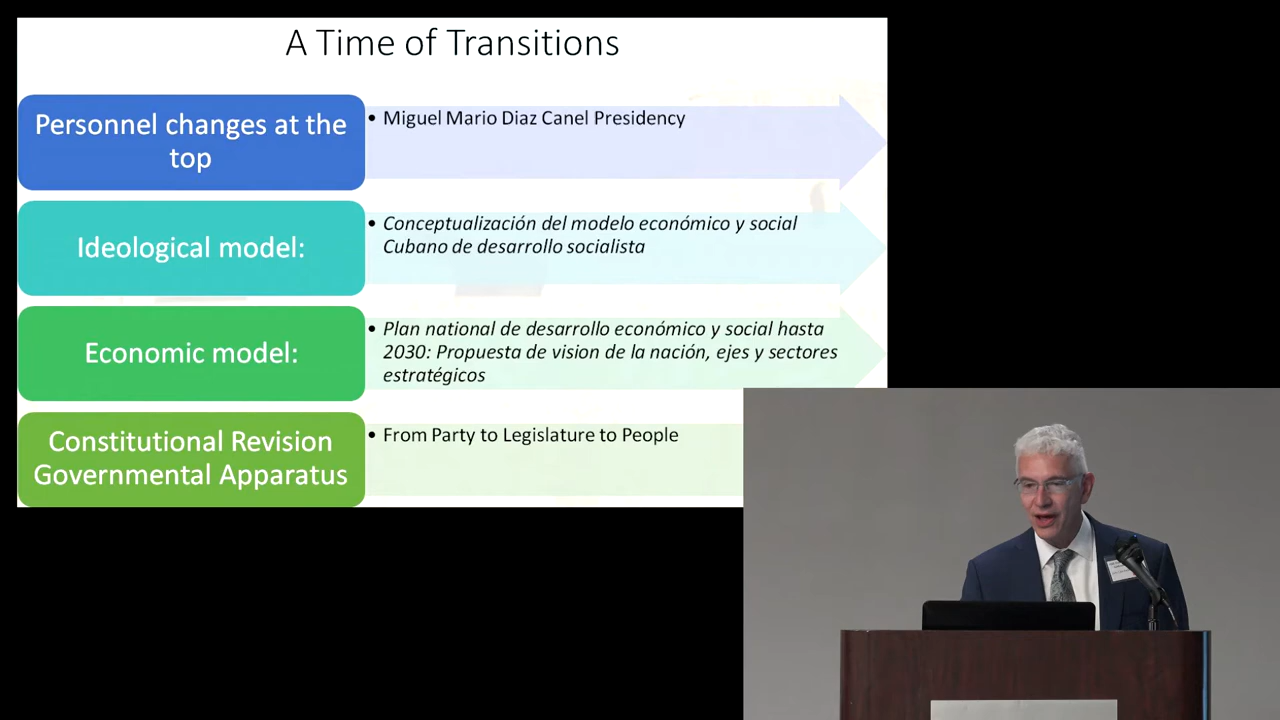 A Time of Transitions
Personnel changes at the
top
• Miguel Mario Diaz Canel Presidency
Ideological model:
• Conceptualización del modelo económico y social
Cubano de desarrollo socialista
Economic model:
• Plan national de desarrollo económico y social hasta
2030: Propuesta de vision de la nación, ejes y sectores
estratégicos
Constitutional Revision
Governmental Apparatus
• From Party to Legislature to People